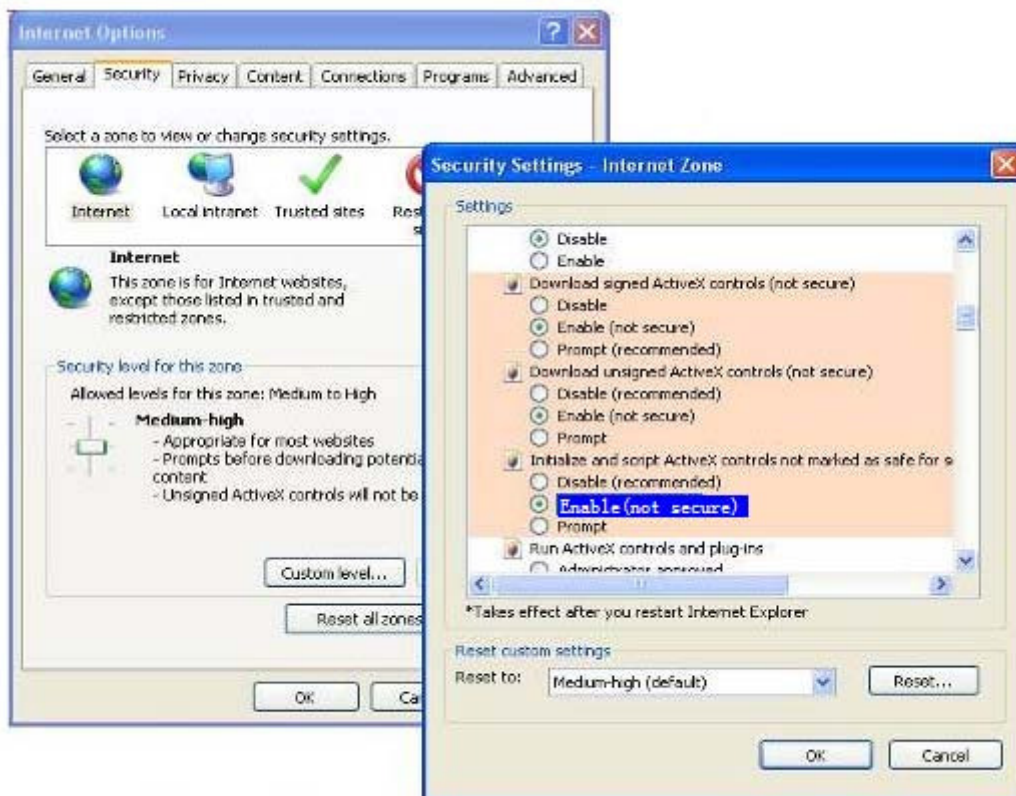 Internet Options
General Security Privacy Content Connections Programs Advanced
Select a zone to view or change security settings.
Internet Local intranet Trusted sites
Internet
This zone is for Internet websites,
except those listed in trusted and
restricted zones.
Security level for this zone
Allowed levels for this zone: Medium to High
Medium-high
- Appropriate for most websites
- Prompts before downloading
content
- Unsigned ActiveX controls will not be
Custom level...
Reset all zones
OK
Security Settings - Internet Zone
Settings
Disable
Enable
Download signed ActiveX controls (not secure)
Disable
Enable (not secure)
Prompt (recommended)
Download unsigned ActiveX controls (not secure)
Disable (recommended)
Enable (not secure)
Prompt
Initialize and script ActiveX controls not marked as safe for s
Disable (recommended)
Enable(not secure)
Prompt
Run ActiveX controls and plug-ins
Administrator approved
*Takes effect after you restart Internet Explorer
Reset custom settings
Reset to: Medium-high (default) Reset...
OK Cancel